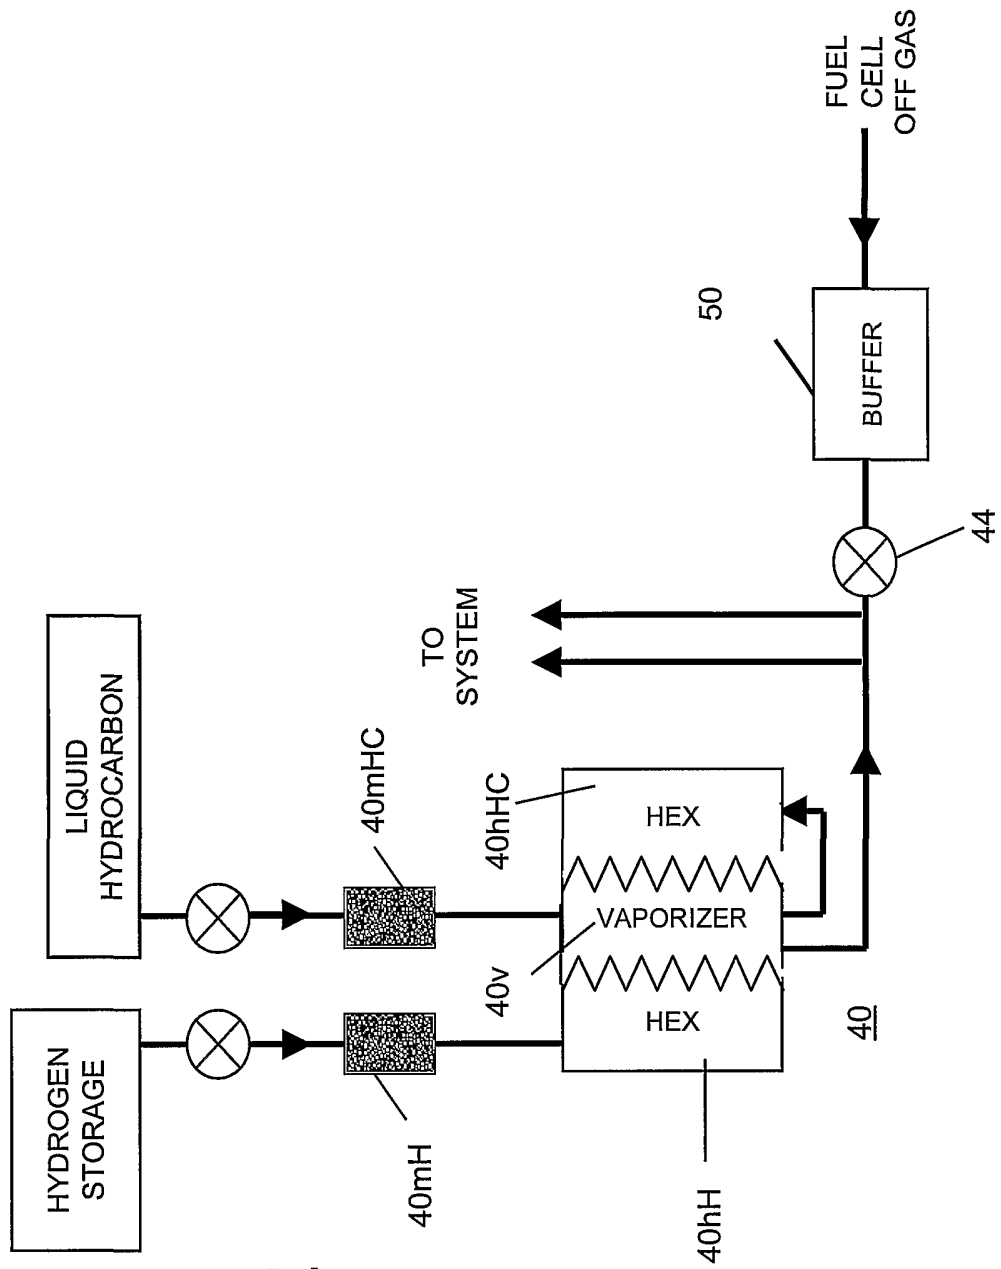 HYDROGEN
STORAGE
LIQUID
HYDROCARBON
40mH
40mHC
TO
SYSTEM
FUEL
CELL
OFF GAS
50
BUFFER
44
40hHC
HEX
VAPORIZER
40v
HEX
40hH
40